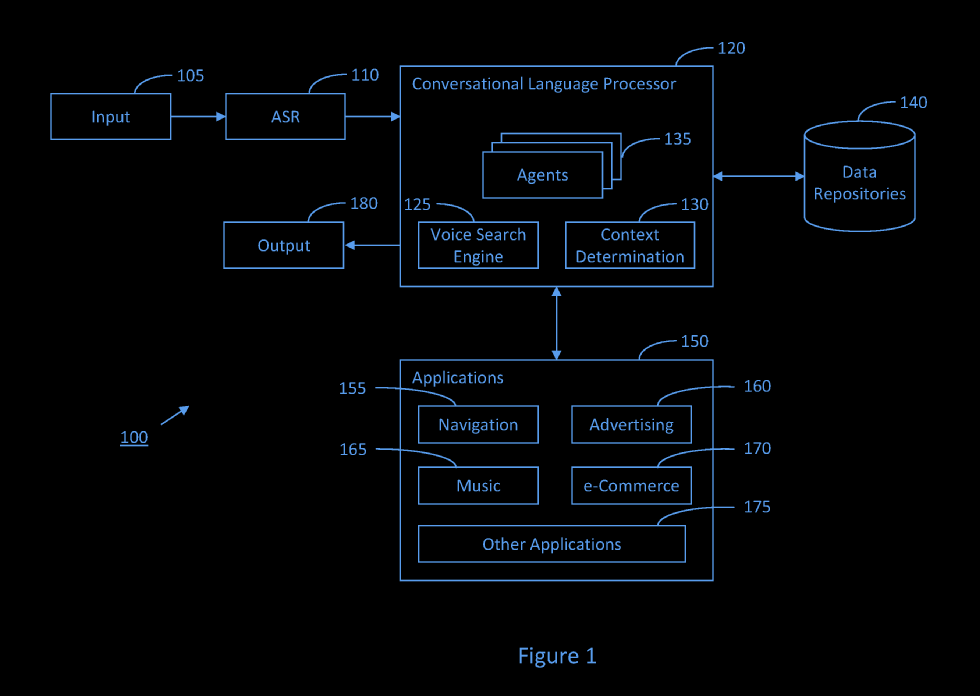 120
105
110
Conversational Language Processor
140
Input
ASR
135
Data
Repositories
Agents
180
125
130
Output
Voice Search
Engine
Context
Determination
150
Applications
155
160
Navigation
Advertising
100
165
170
Music
e-Commerce
175
Other Applications
Figure 1